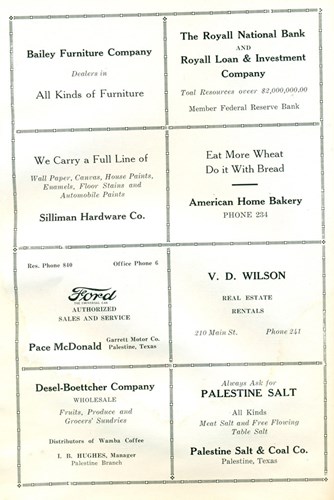 Bailey Furniture Company
Dealers in
All Kinds of Furniture
The Royall National Bank
AND
Royall Loan & Investment
Company
Toal Resources over $2,000,000.00
Member Federal Reserve Bank
We Carry a Full Line of
Wall Paper, Canvas, House Paints,
Enamels, Floor Stains and
Automobile Paints
Silliman Hardware Co.
Eat More Wheat
Do it With Bread
American Home Bakery
PHONE 234
Res. Phone 840 Office Phone 6
Ford
THE UNIVERSAL CAR
AUTHORIZED
SALES AND SERVICE
Pace McDonald
Garrett Motor Co.
Palestine, Texas
V. D. WILSON
REAL ESTATE
RENTALS
210 Main St. Phone 241
Desel-Boettcher Company
WHOLESALE
Fruits, Produce and
Grocers' Sundries
Distributors of Wamba Coffee
I. B. HUGHES, Manager
Palestine Branch
Always Ask for
PALESTINE SALT
All Kinds
Meat Salt and Free Flowing
Table Salt
Palestine Salt & Coal Co.
Palestine, Texas